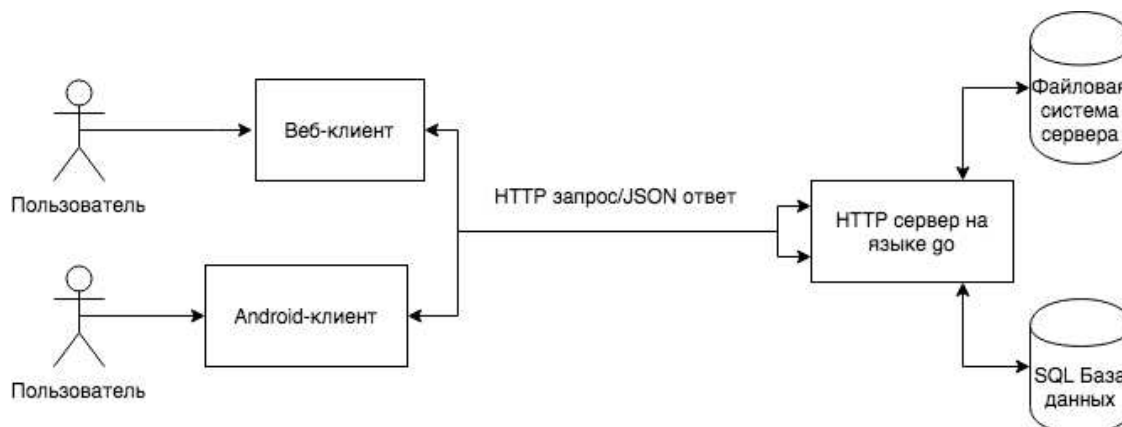 Веб-клиент
Пользователь
HTTP запрос/JSON ответ
Android-клиент
Пользователь
HTTP сервер на
языке go
Файловая
система
сервера
SQL База
данных